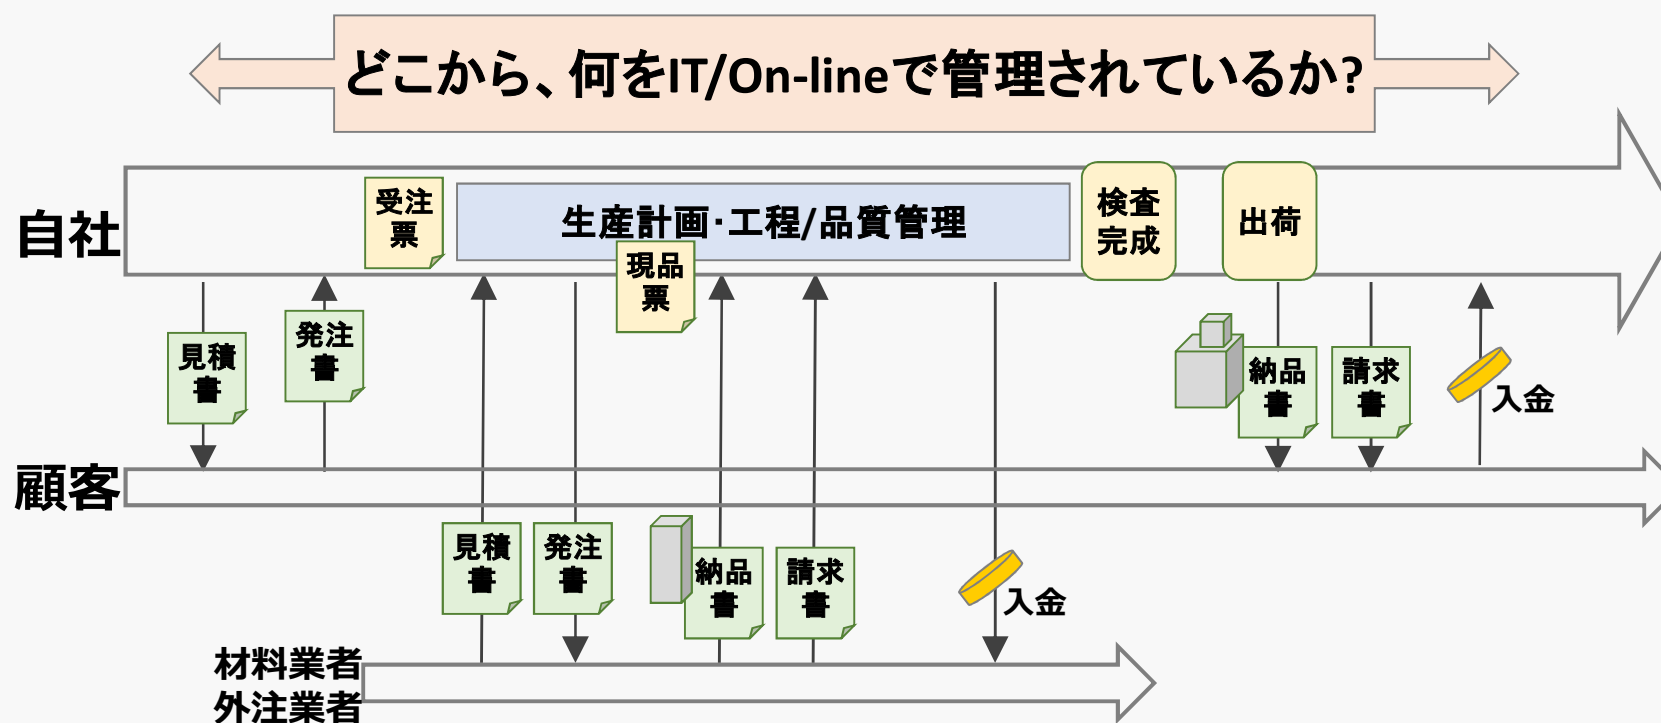 どこから、何をIT/On-lineで管理されているか?
自社
受注
票
生産計画・工程/品質管理
現品
票
検査
完成
出荷
見積
書
発注
書
納品
書
請求
書
入金
顧客
見積
書
発注
書
納品
書
請求
書
入金
材料業者
外注業者